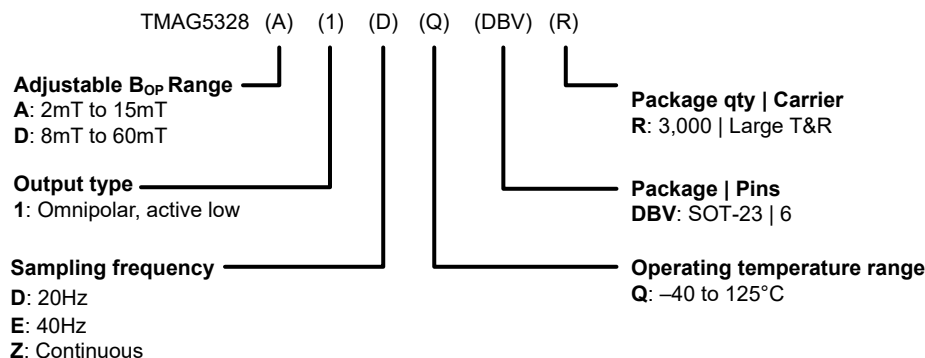 TMAG5328 (A) (1) (D) (Q) (DBV) (R)
Adjustable BOP Range
A: 2mT to 15mT
D: 8mT to 60mT
Output type
1: Omnipolar, active low
Sampling frequency
D: 20Hz
E: 40Hz
Z: Continuous
Package qty | Carrier
R: 3,000 | Large T&R
Package | Pins
DBV: SOT-23 | 6
Operating temperature range
Q: –40 to 125°C